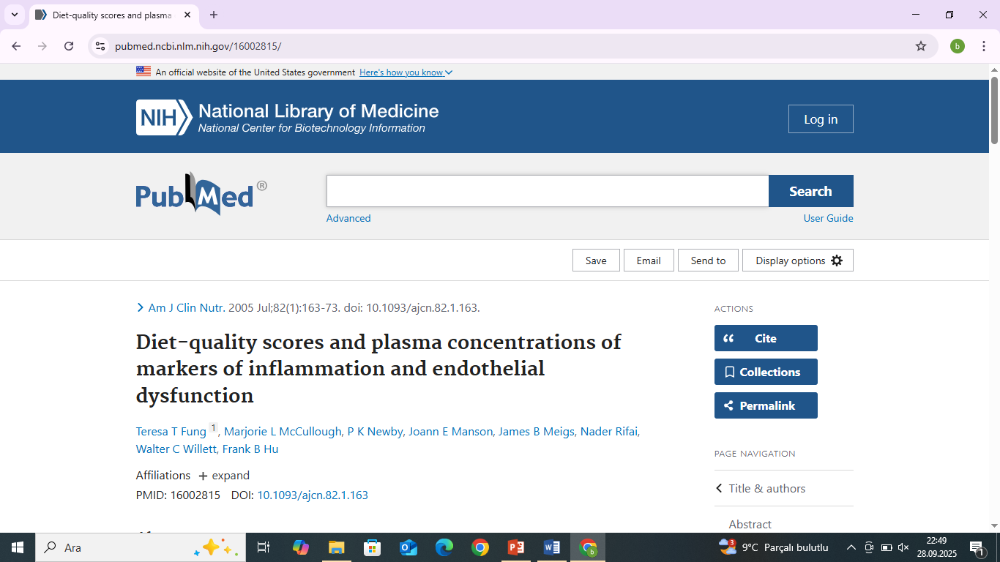 Diet-quality scores and plasma
pubmed.ncbi.nlm.nih.gov/16002815/
b
An official website of the United States government Here's how you know
NIH National Library of Medicine
National Center for Biotechnology Information
Log in
PubMed®
Search
Advanced
User Guide
Save
Email
Send to
Display options
Am J Clin Nutr. 2005 Jul;82(1):163-73. doi: 10.1093/ajcn.82.1.163.
Diet-quality scores and plasma concentrations of
markers of inflammation and endothelial
dysfunction
Teresa T Fung 1, Marjorie L McCullough, P K Newby, Joann E Manson, James B Meigs, Nader Rifai,
Walter C Willett, Frank B Hu
Affiliations + expand
PMID: 16002815 DOI: 10.1093/ajcn.82.1.163
ACTIONS
Cite
Collections
Permalink
PAGE NAVIGATION
Title & authors
Abstract
Ara
3
9°C Parçalı bulutlu
22:49
28.09.2025
1